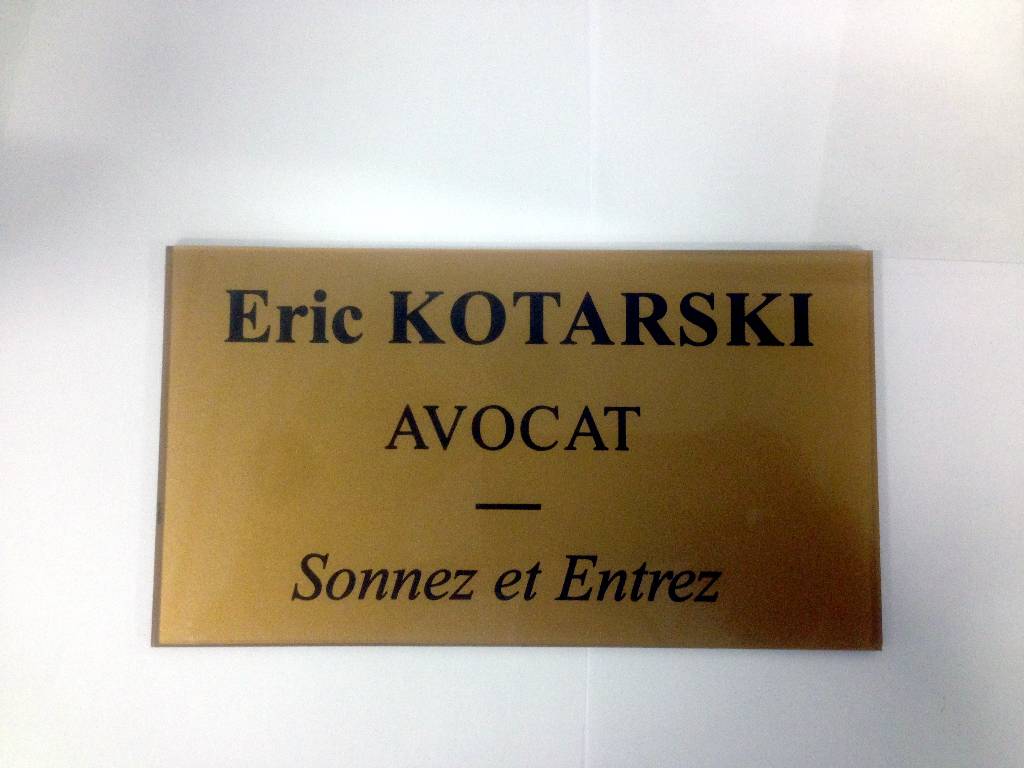 Eric KOTARSKI
AVOCAT
—
Sonnez et Entrez